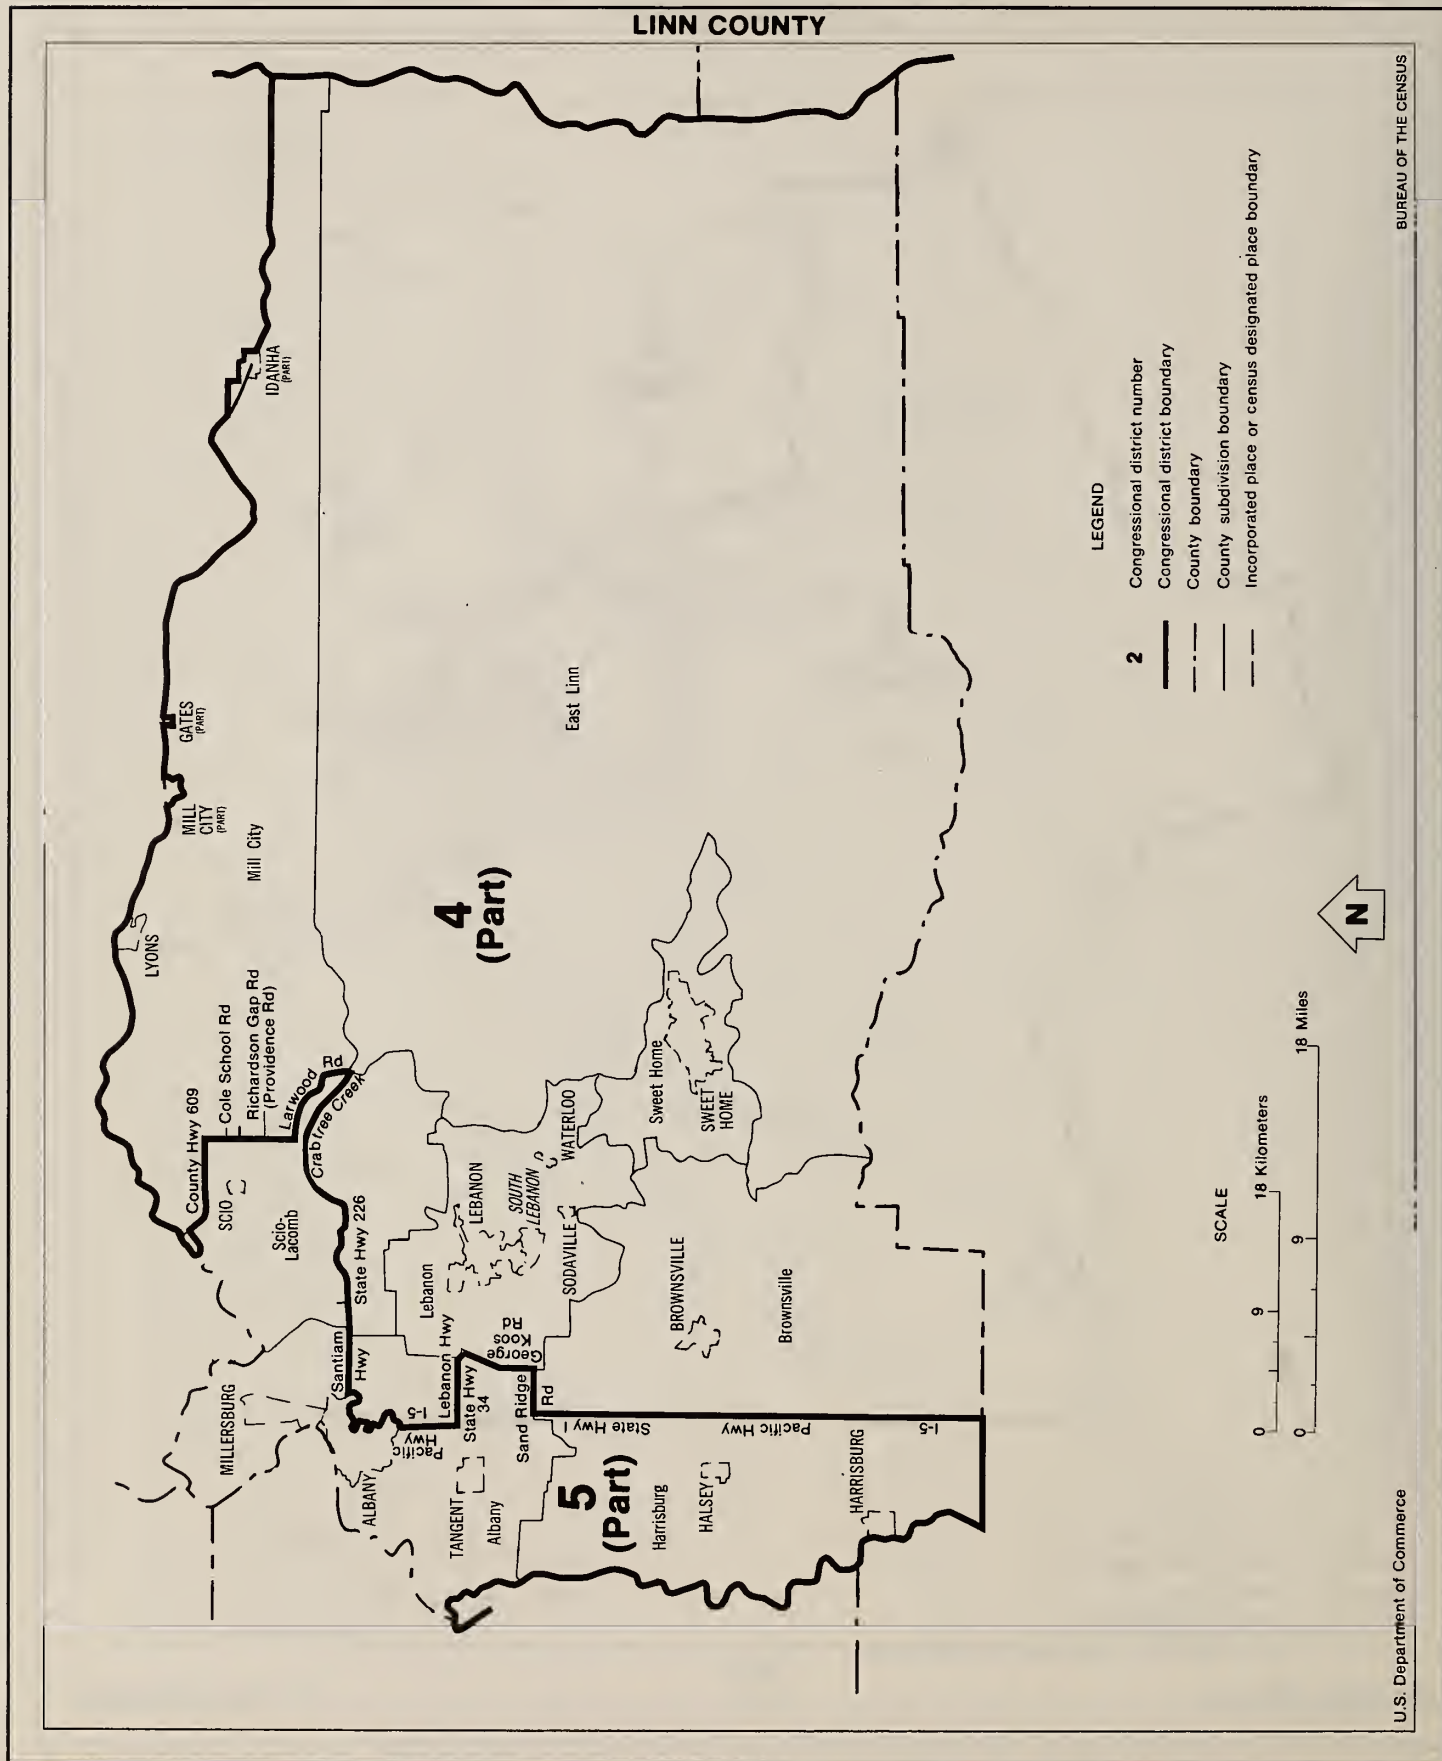 LINN COUNTY
IDANHA
(PART)
GATES
(PART)
MILL
CITY
(PART)
Mill City
LYONS
Cole School Rd
Richardson Gap Rd
(Providence Rd)
County Hwy 609
Larwood Rd
Crabtree Creek
SCIO
Scio-
Lacomb
State Hwy 226
Santiam
Hwy
MILLERSBURG
ALBANY
I-5
Pacific
Hwy
Lebanon Hwy
State Hwy
34
TANGENT
Albany
Lebanon
LEBANON
SOUTH
LEBANON
WATERLOO
SODAVILLE
George
Koos
Rd
Sand Ridge
Rd
East Linn
4
(Part)
Sweet Home
SWEET
HOME
BROWNSVILLE
Brownsville
State Hwy I
Pacific Hwy
I-5
5
(Part)
Harrisburg
HALSEY
HARRISBURG
LEGEND
2 Congressional district number
Congressional district boundary
County boundary
County subdivision boundary
Incorporated place or census designated place boundary
N
SCALE
0 9 18 Kilometers
0 9 18 Miles
U.S. Department of Commerce
BUREAU OF THE CENSUS